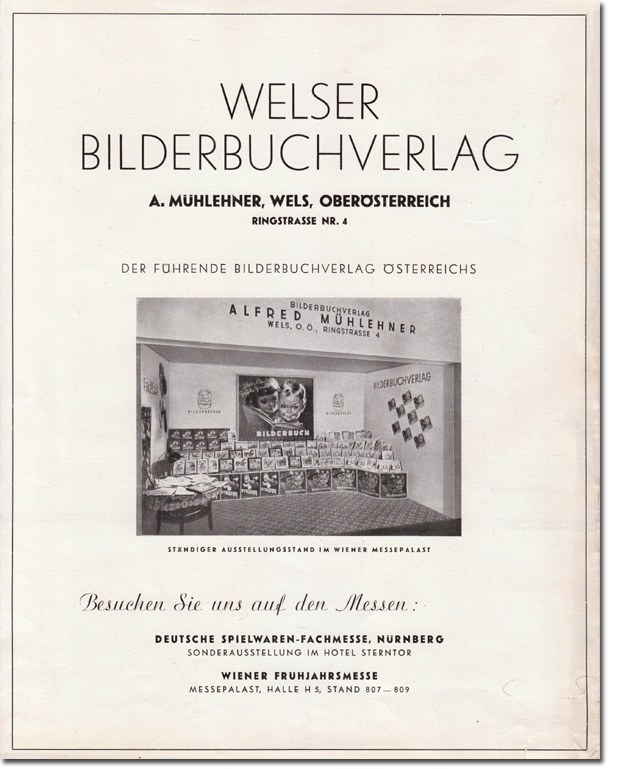 WELSER
BILDERBUCHVERLAG
A. MÜHLEHNER, WELS, OBERÖSTERREICH
RINGSTRASSE NR. 4
DER FÜHRENDE BILDERBUCHVERLAG ÖSTERREICHS
BILDERBUCHVERLAG
ALFRED MÜHLEHNER
WELS, O.Ö., RINGSTRASSE 4
BILDERBUCHVERLAG
BILDERBUCH
STÄNDIGER AUSSTELLUNGSSTAND IM WIENER MESSEPALAST
Besuchen Sie uns auf den Messen:
DEUTSCHE SPIELWAREN-FACHMESSE, NÜRNBERG
SONDERAUSSTELLUNG IM HOTEL STERNTOR
WIENER FRÜHJAHRSMESSE
MESSEPALAST, HALLE H 5, STAND 807—809